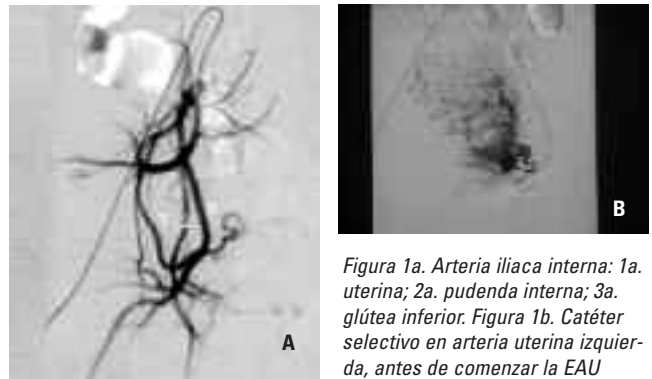 A
B
Figura 1a. Arteria iliaca interna: 1a.
uterina; 2a. pudenda interna; 3a.
glútea inferior. Figura 1b. Catéter
selectivo en arteria uterina izquier-
da, antes de comenzar la EAU